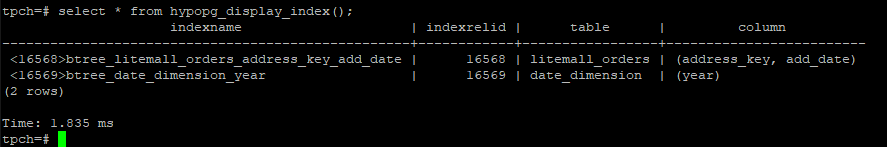 tpch=# select * from hypopg_display_index();
indexname | indexrelid | table | column
----------------------------------------------+------------+----------------+-------------------------
<16568>btree_litemall_orders_address_key_add_date | 16568 | litemall_orders | (address_key, add_date)
<16569>btree_date_dimension_year | 16569 | date_dimension | (year)
(2 rows)
Time: 1.835 ms
tpch=#